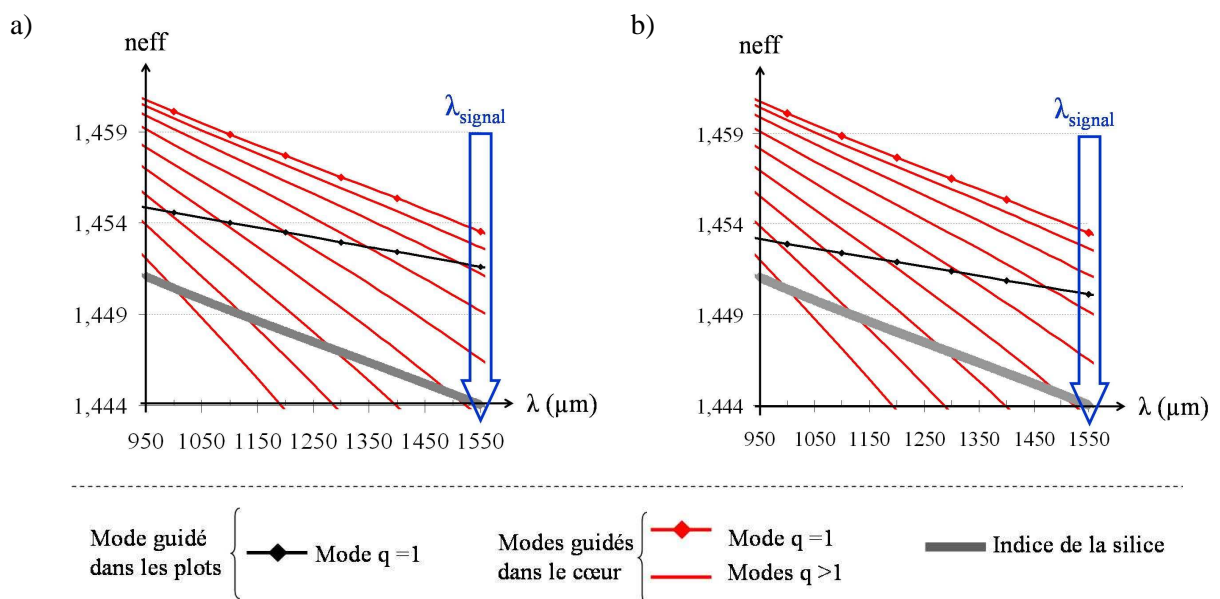 a)
neff
λsignal
1,459
1,454
1,449
1,444
λ (µm)
950 1050 1150 1250 1350 1450 1550
b)
neff
λsignal
1,459
1,454
1,449
1,444
λ (µm)
950 1050 1150 1250 1350 1450 1550
Mode guidé
dans les plots
Mode q =1
Modes guidés
dans le cœur
Mode q =1
Modes q >1
Indice de la silice